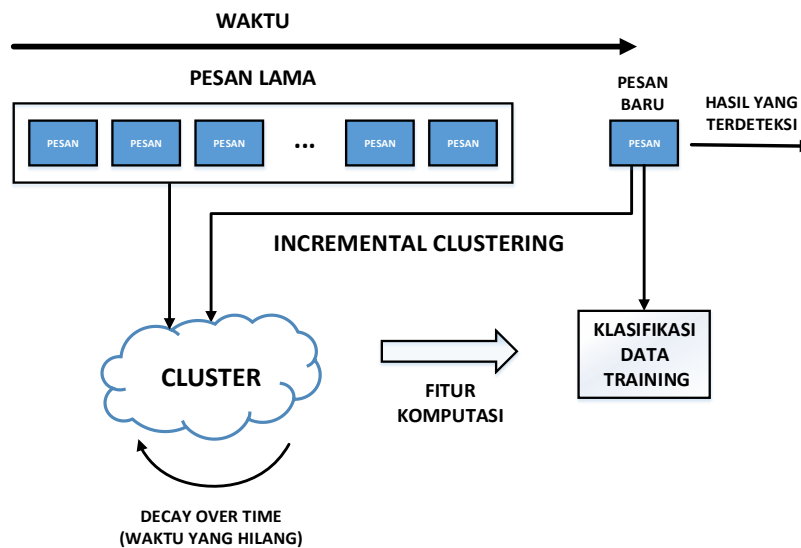 WAKTU
PESAN LAMA
PESAN
BARU
HASIL YANG
TERDETEKSI
PESAN
PESAN
PESAN
...
PESAN
PESAN
PESAN
INCREMENTAL CLUSTERING
CLUSTER
FITUR
KOMPUTASI
KLASIFIKASI
DATA
TRAINING
DECAY OVER TIME
(WAKTU YANG HILANG)